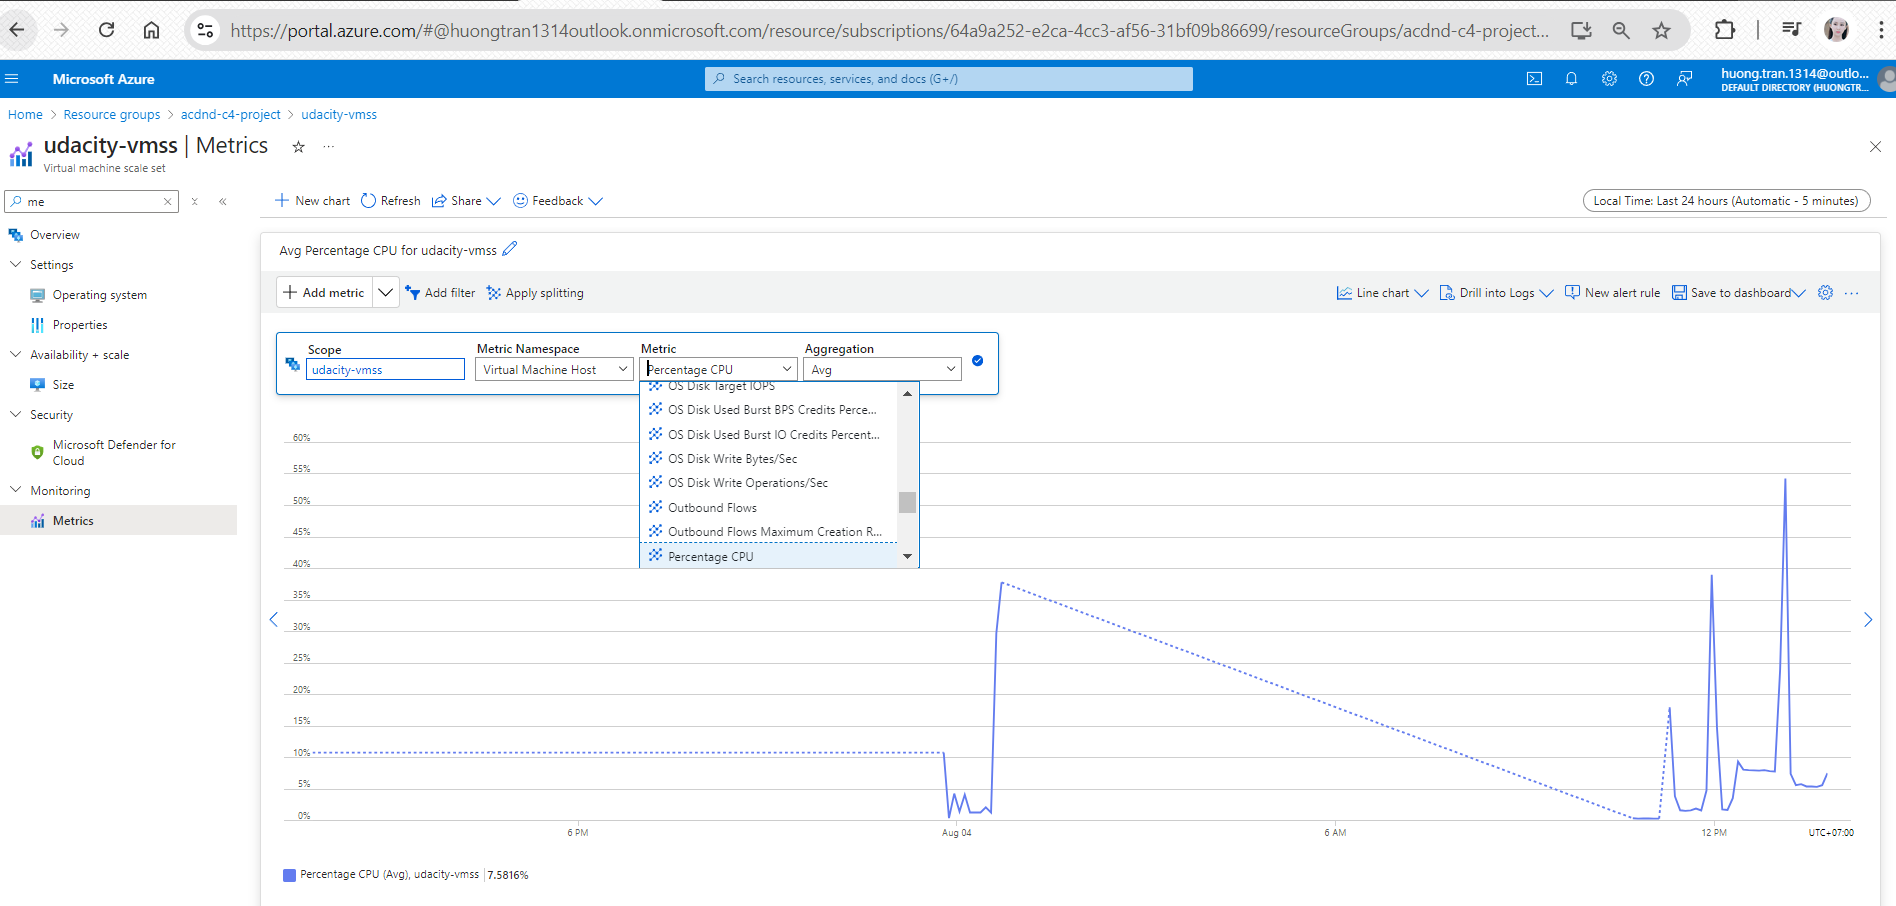 https://portal.azure.com/#@huongtran1314outlook.onmicrosoft.com/resource/subscriptions/64a9a252-e2ca-4cc3-af56-31bf09b86699/resourceGroups/acdnd-c4-project...
Microsoft Azure
Search resources, services, and docs (G+/)
huong.tran.1314@outlo...
DEFAULT DIRECTORY (HUONGTR...
Home > Resource groups > acdnd-c4-project > udacity-vmss
udacity-vmss | Metrics
Virtual machine scale set
me
Overview
Settings
Operating system
Properties
Availability + scale
Size
Security
Microsoft Defender for
Cloud
Monitoring
Metrics
New chart Refresh Share Feedback
Local Time: Last 24 hours (Automatic - 5 minutes)
Avg Percentage CPU for udacity-vmss
Add metric Add filter Apply splitting
Line chart Drill into Logs New alert rule Save to dashboard
Scope Metric Namespace Metric Aggregation
udacity-vmss Virtual Machine Host Percentage CPU Avg
OS Disk Target IOPS
OS Disk Used Burst BPS Credits Perce...
OS Disk Used Burst IO Credits Percent...
OS Disk Write Bytes/Sec
OS Disk Write Operations/Sec
Outbound Flows
Outbound Flows Maximum Creation R...
Percentage CPU
60%
55%
50%
45%
40%
35%
30%
25%
20%
15%
10%
5%
0%
6 PM Aug 04 6 AM 12 PM UTC+07:00
Percentage CPU (Avg), udacity-vmss 7.5816%